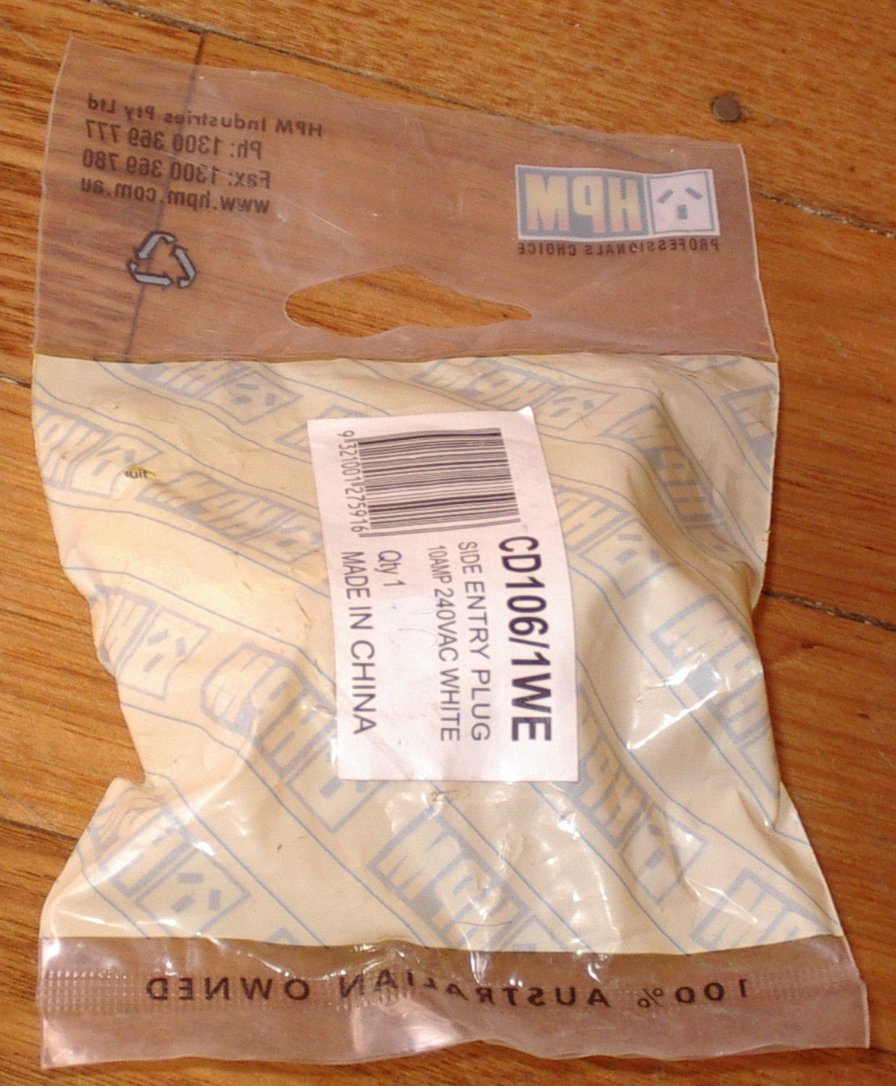 HPM Industries Pty Ltd
Ph: 1300 369 777
Fax: 1300 369 780
www.hpm.com.au
HPM
PROFESSIONALS CHOICE
CD106/1WE
SIDE ENTRY PLUG
10AMP 240VAC WHITE
Qty 1
MADE IN CHINA
9321001275916
100% AUSTRALIAN OWNED